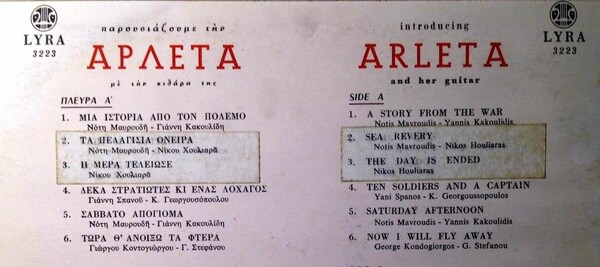 LYRA
3223
παρουσιάζουμε τὴν
ΑΡΛΕΤΑ
μὲ τὴν κιθάρα της
ΠΛΕΥΡΑ Α'
1. ΜΙΑ ΙΣΤΟΡΙΑ ΑΠΟ ΤΟΝ ΠΟΛΕΜΟ
Νότη Μαυρουδῆ - Γιάννη Κακουλίδη
2. ΤΑ ΠΕΛΑΓΙΣΙΑ ΟΝΕΙΡΑ
Νότη Μαυρουδῆ - Νίκου Χουλιαρᾶ
3. Η ΜΕΡΑ ΤΕΛΕΙΩΣΕ
Νίκου Χουλιαρᾶ
4. ΔΕΚΑ ΣΤΡΑΤΙΩΤΕΣ ΚΙ ΕΝΑΣ ΛΟΧΑΓΟΣ
Γιάννη Σπανοῦ - Κ. Γεωργουσόπουλου
5. ΣΑΒΒΑΤΟ ΑΠΟΓΙΟΜΑ
Νότη Μαυρουδῆ - Γιάννη Κακουλίδη
6. ΤΩΡΑ Θ' ΑΝΟΙΞΩ ΤΑ ΦΤΕΡΑ
Γιώργου Κοντογιώργου - Γ. Στεφάνου
introducing
ARLETA
and her guitar
LYRA
3223
SIDE A
1. A STORY FROM THE WAR
Notis Mavroudis - Yannis Kakoulidis
2. SEA REVERY
Notis Mavroudis - Nikos Houliaras
3. THE DAY IS ENDED
Nikos Houliaras
4. TEN SOLDIERS AND A CAPTAIN
Yani Spanos - K. Georgoussopoulos
5. SATURDAY AFTERNOON
Notis Mavroudis - Yannis Kakoulidis
6. NOW I WILL FLY AWAY
George Kondogiorgos - G. Stefanou